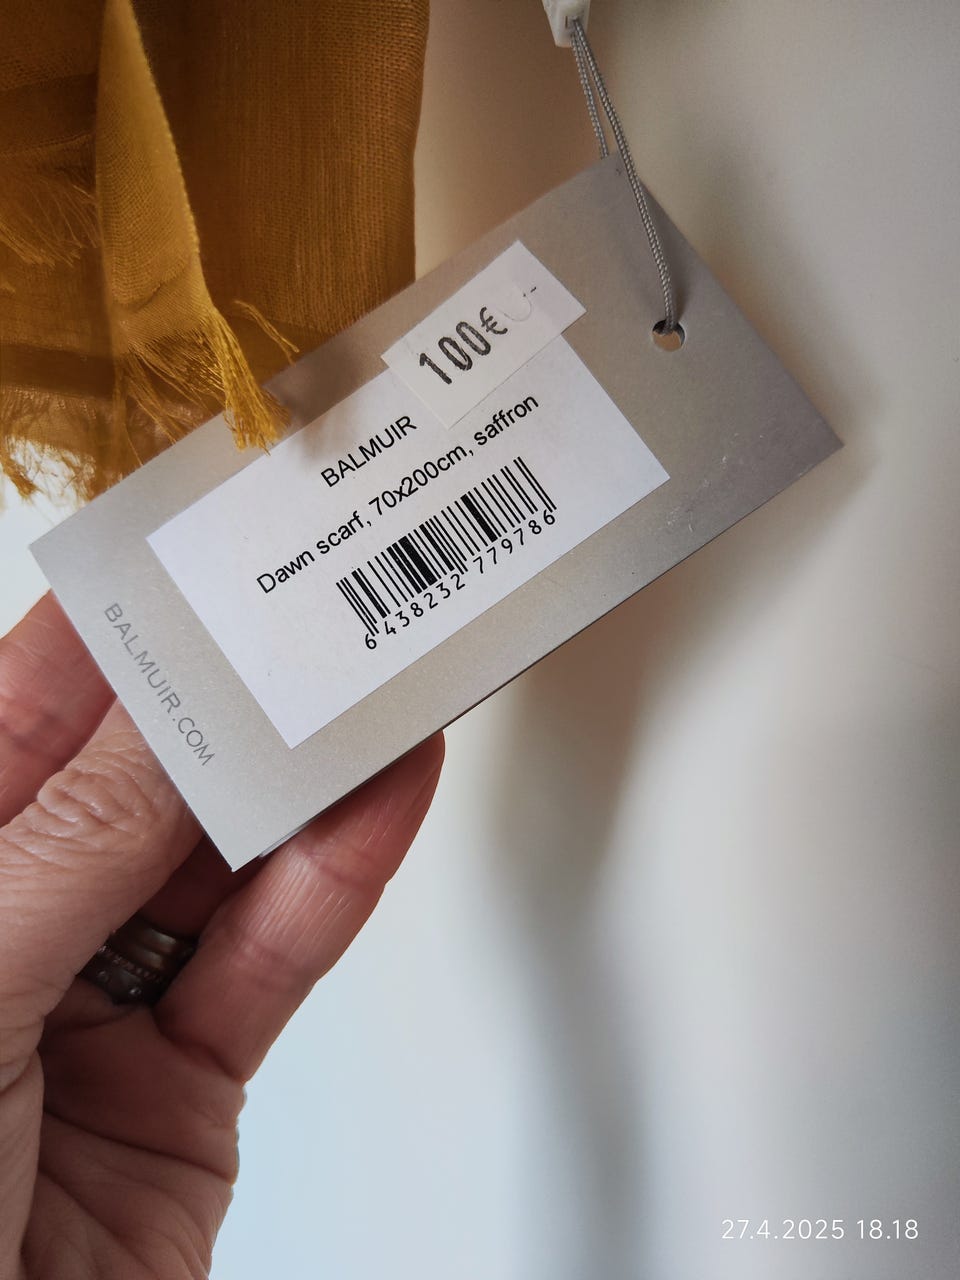 100€
BALMUIR
Dawn scarf, 70x200cm, saffron
6 438232 779786
BALMUIR.COM
27.4.2025 18.18